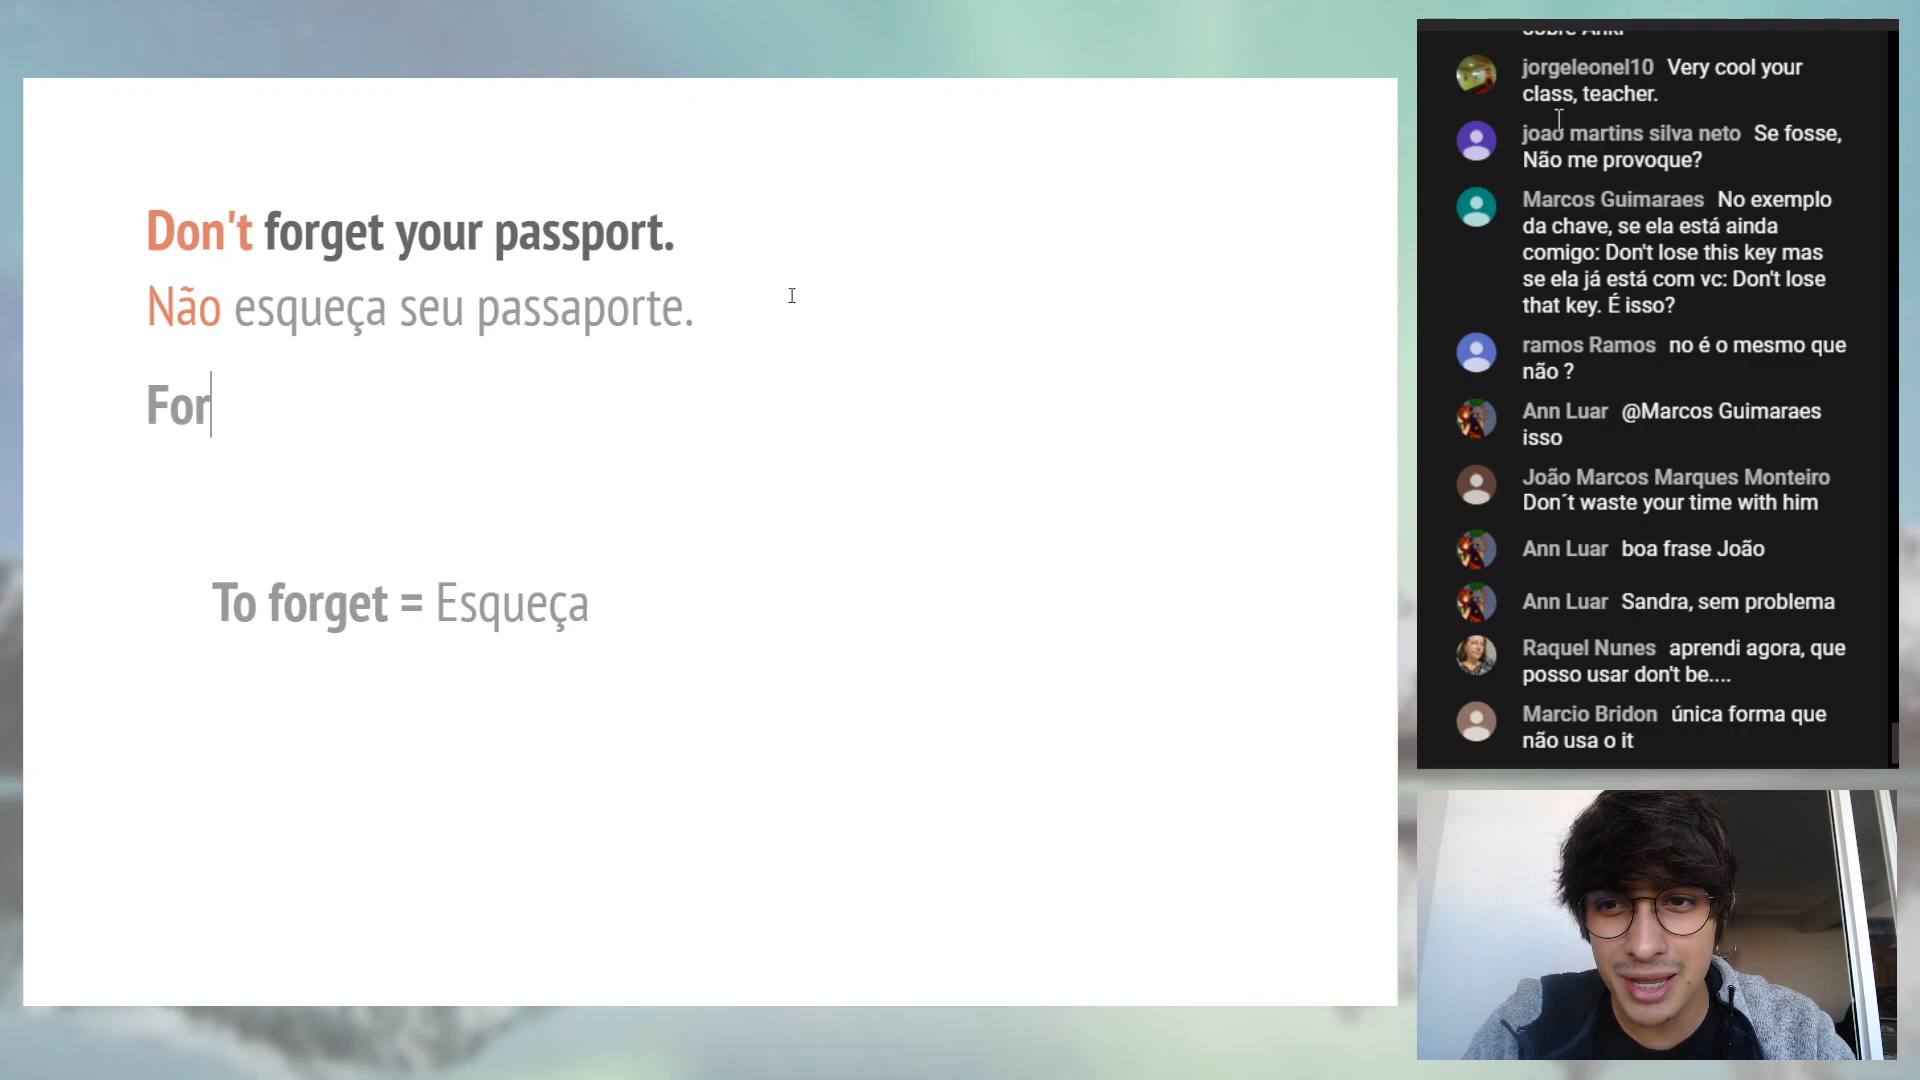 Don't forget your passport.
Não esqueça seu passaporte.
For
To forget = Esqueça
sobre Anki
jorgeleonel10 Very cool your
class, teacher.
joao martins silva neto Se fosse,
Não me provoque?
Marcos Guimaraes No exemplo
da chave, se ela está ainda
comigo: Don't lose this key mas
se ela já está com vc: Don't lose
that key. É isso?
ramos Ramos no é o mesmo que
não ?
Ann Luar @Marcos Guimaraes
isso
João Marcos Marques Monteiro
Don´t waste your time with him
Ann Luar boa frase João
Ann Luar Sandra, sem problema
Raquel Nunes aprendi agora, que
posso usar don't be....
Marcio Bridon única forma que
não usa o it